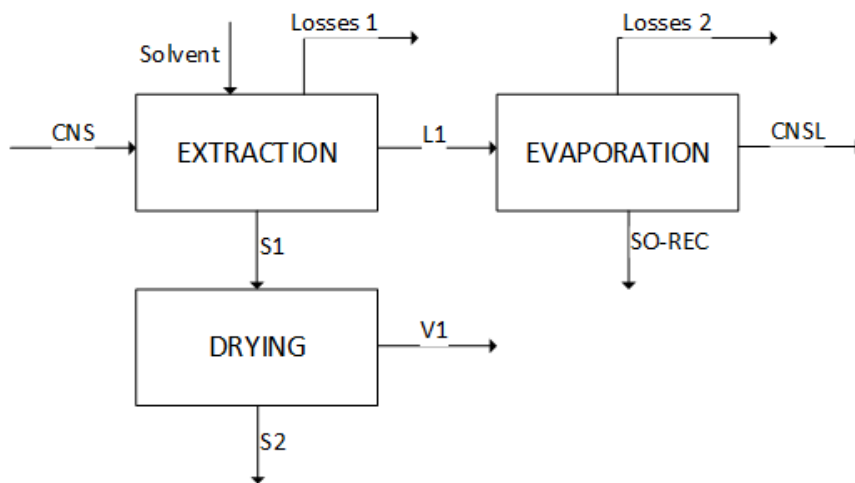 Losses 1
Losses 2
Solvent
CNS
EXTRACTION
L1
EVAPORATION
CNSL
S1
SO-REC
DRYING
V1
S2